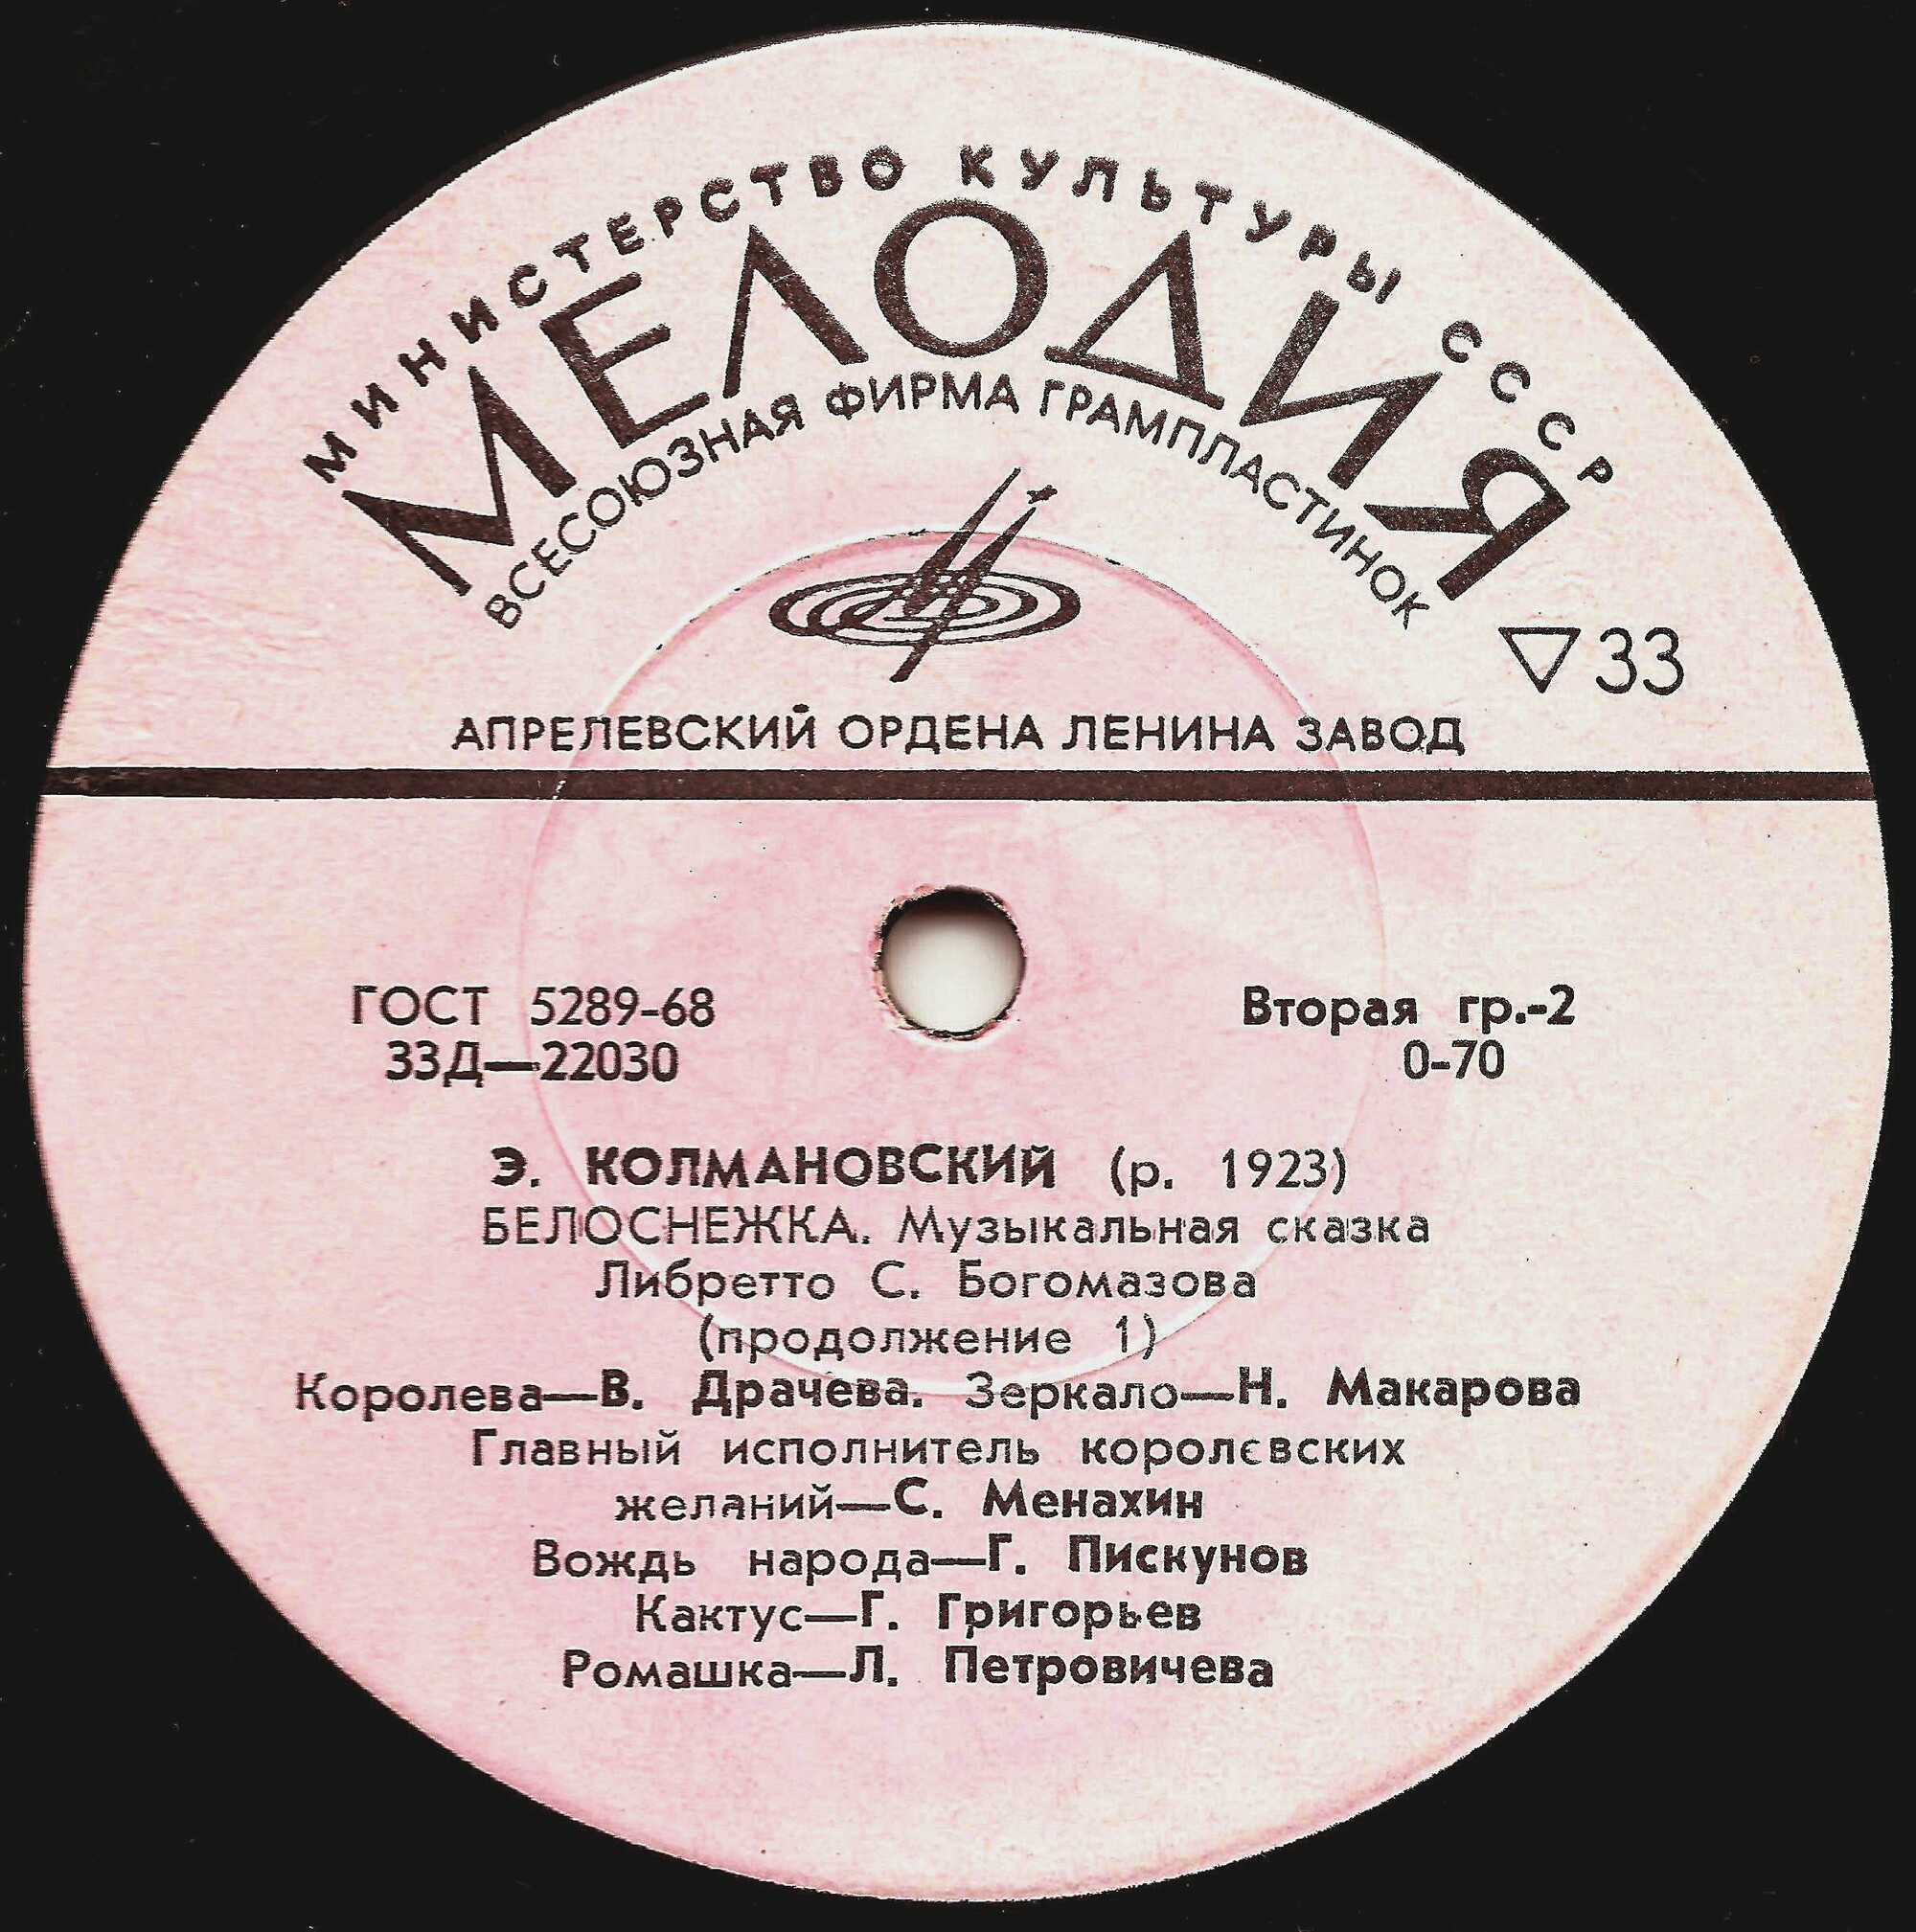 МИНИСТЕРСТВО КУЛЬТУРЫ СССР
МЕЛОДИЯ
ВСЕСОЮЗНАЯ ФИРМА ГРАМПЛАСТИНОК
33
АПРЕЛЕВСКИЙ ОРДЕНА ЛЕНИНА ЗАВОД
ГОСТ 5289-68 Вторая гр.-2
33Д—22030 0-70
Э. КОЛМАНОВСКИЙ (р. 1923)
БЕЛОСНЕЖКА. Музыкальная сказка
Либретто С. Богомазова
(продолжение 1)
Королева—В. Драчева. Зеркало—Н. Макарова
Главный исполнитель королевских
желаний—С. Менахин
Вождь народа—Г. Пискунов
Кактус—Г. Григорьев
Ромашка—Л. Петровичева